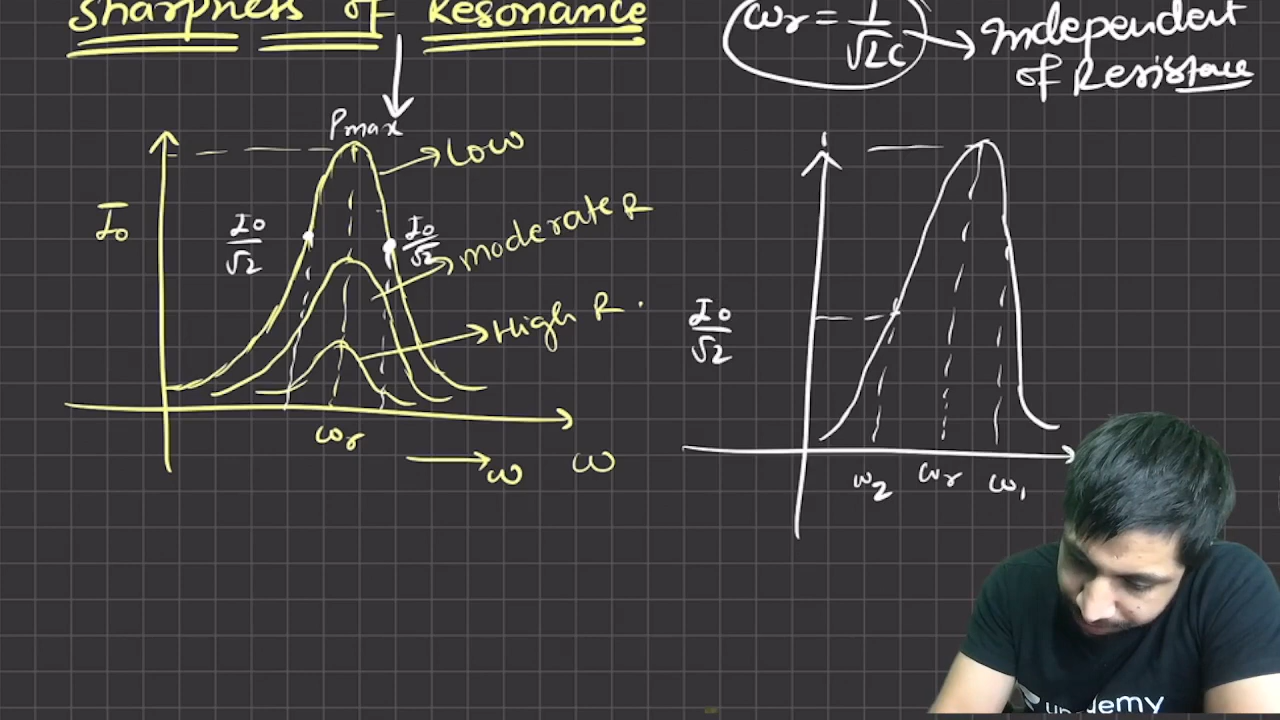 Sharpness of Resonance
ωr = 1/√LC → Independent
of Resistance
Pmax
Low
I₀
I₀/√2
I₀/√2
moderate R
High R .
ωr
ω
ω
I₀/√2
ω₂
ωr
ω₁